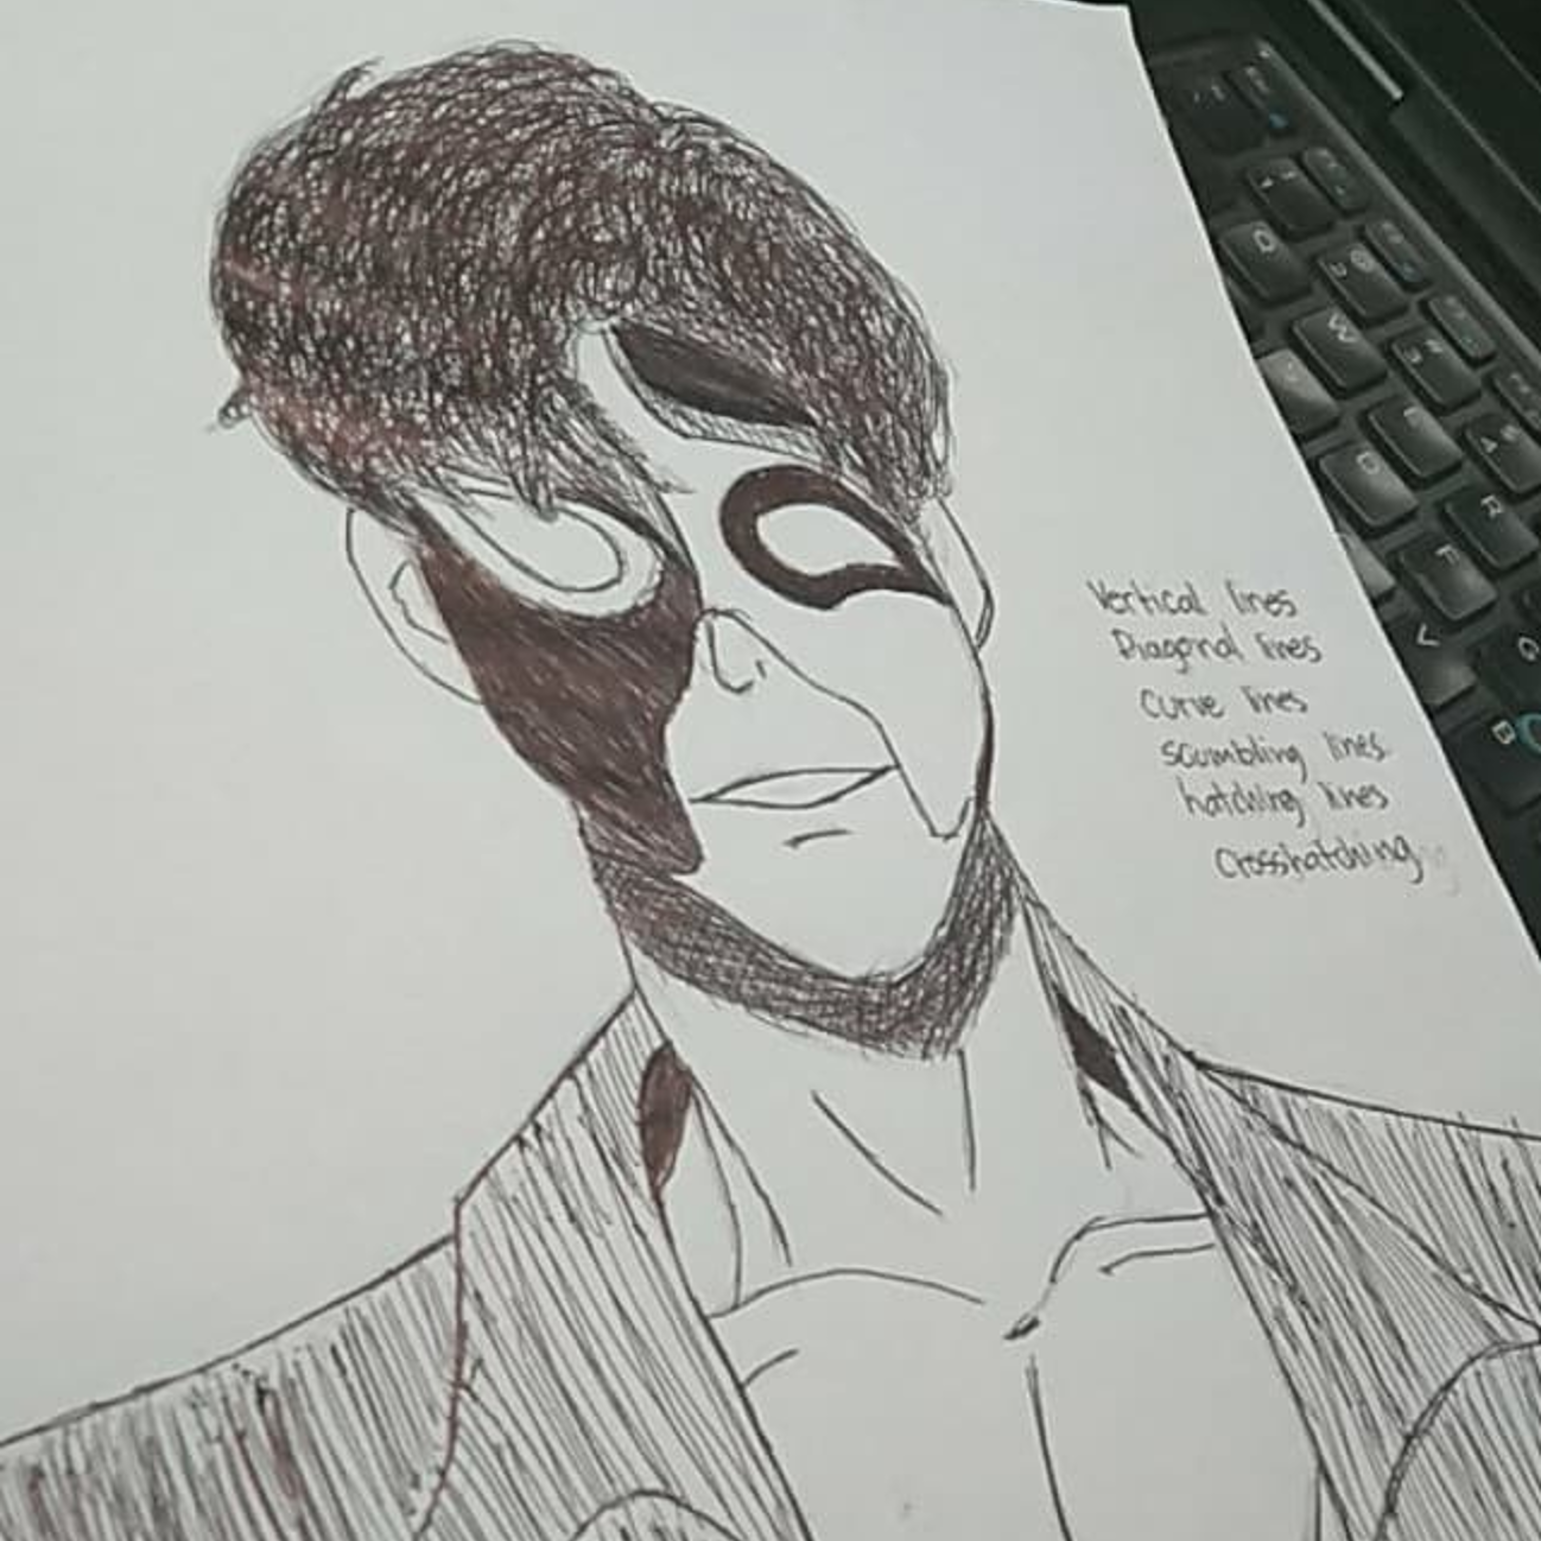 Vertical lines
Diagonal lines
Curve lines
scumbling lines
hatching lines
Crosshatching
Q
W
D
R
F
V
B